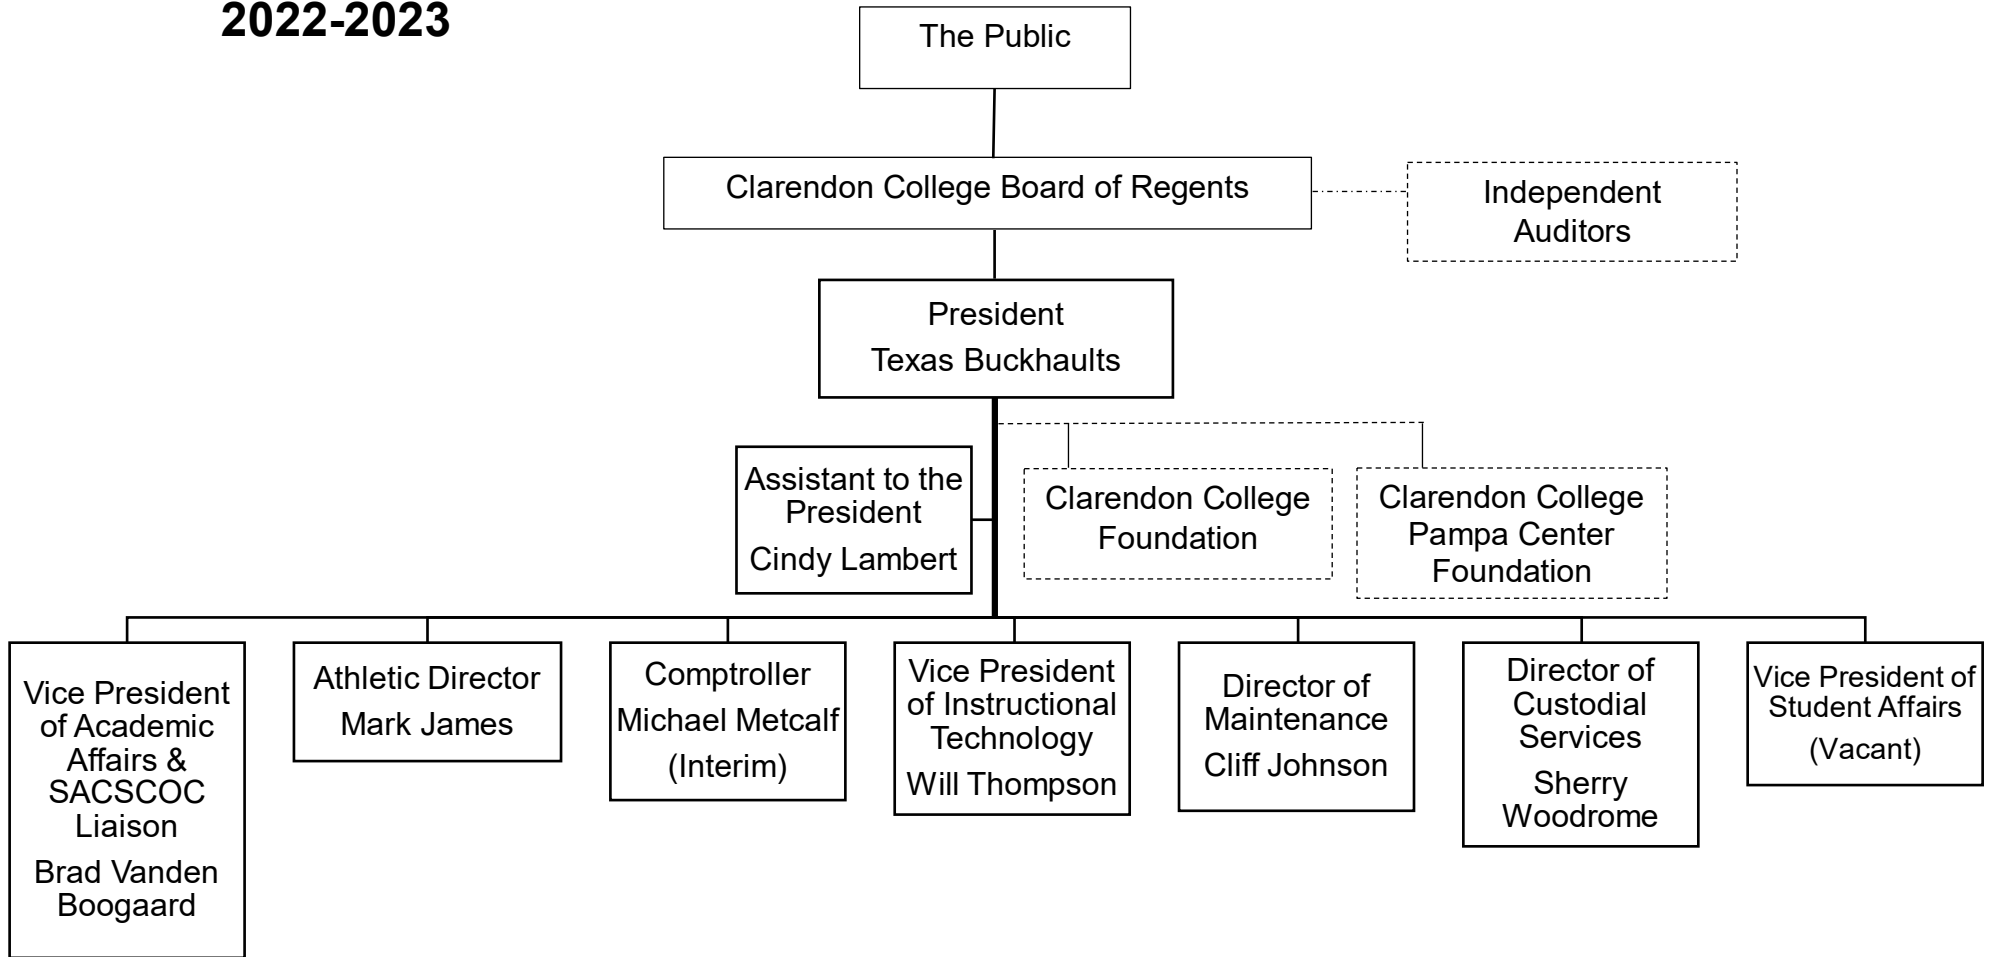 2022-2023
The Public
Clarendon College Board of Regents
Independent
Auditors
President
Texas Buckhaults
Assistant to the
President
Cindy Lambert
Clarendon College
Foundation
Clarendon College
Pampa Center
Foundation
Vice President
of Academic
Affairs &
SACSCOC
Liaison
Brad Vanden
Boogaard
Athletic Director
Mark James
Comptroller
Michael Metcalf
(Interim)
Vice President
of Instructional
Technology
Will Thompson
Director of
Maintenance
Cliff Johnson
Director of
Custodial
Services
Sherry
Woodrome
Vice President of
Student Affairs
(Vacant)